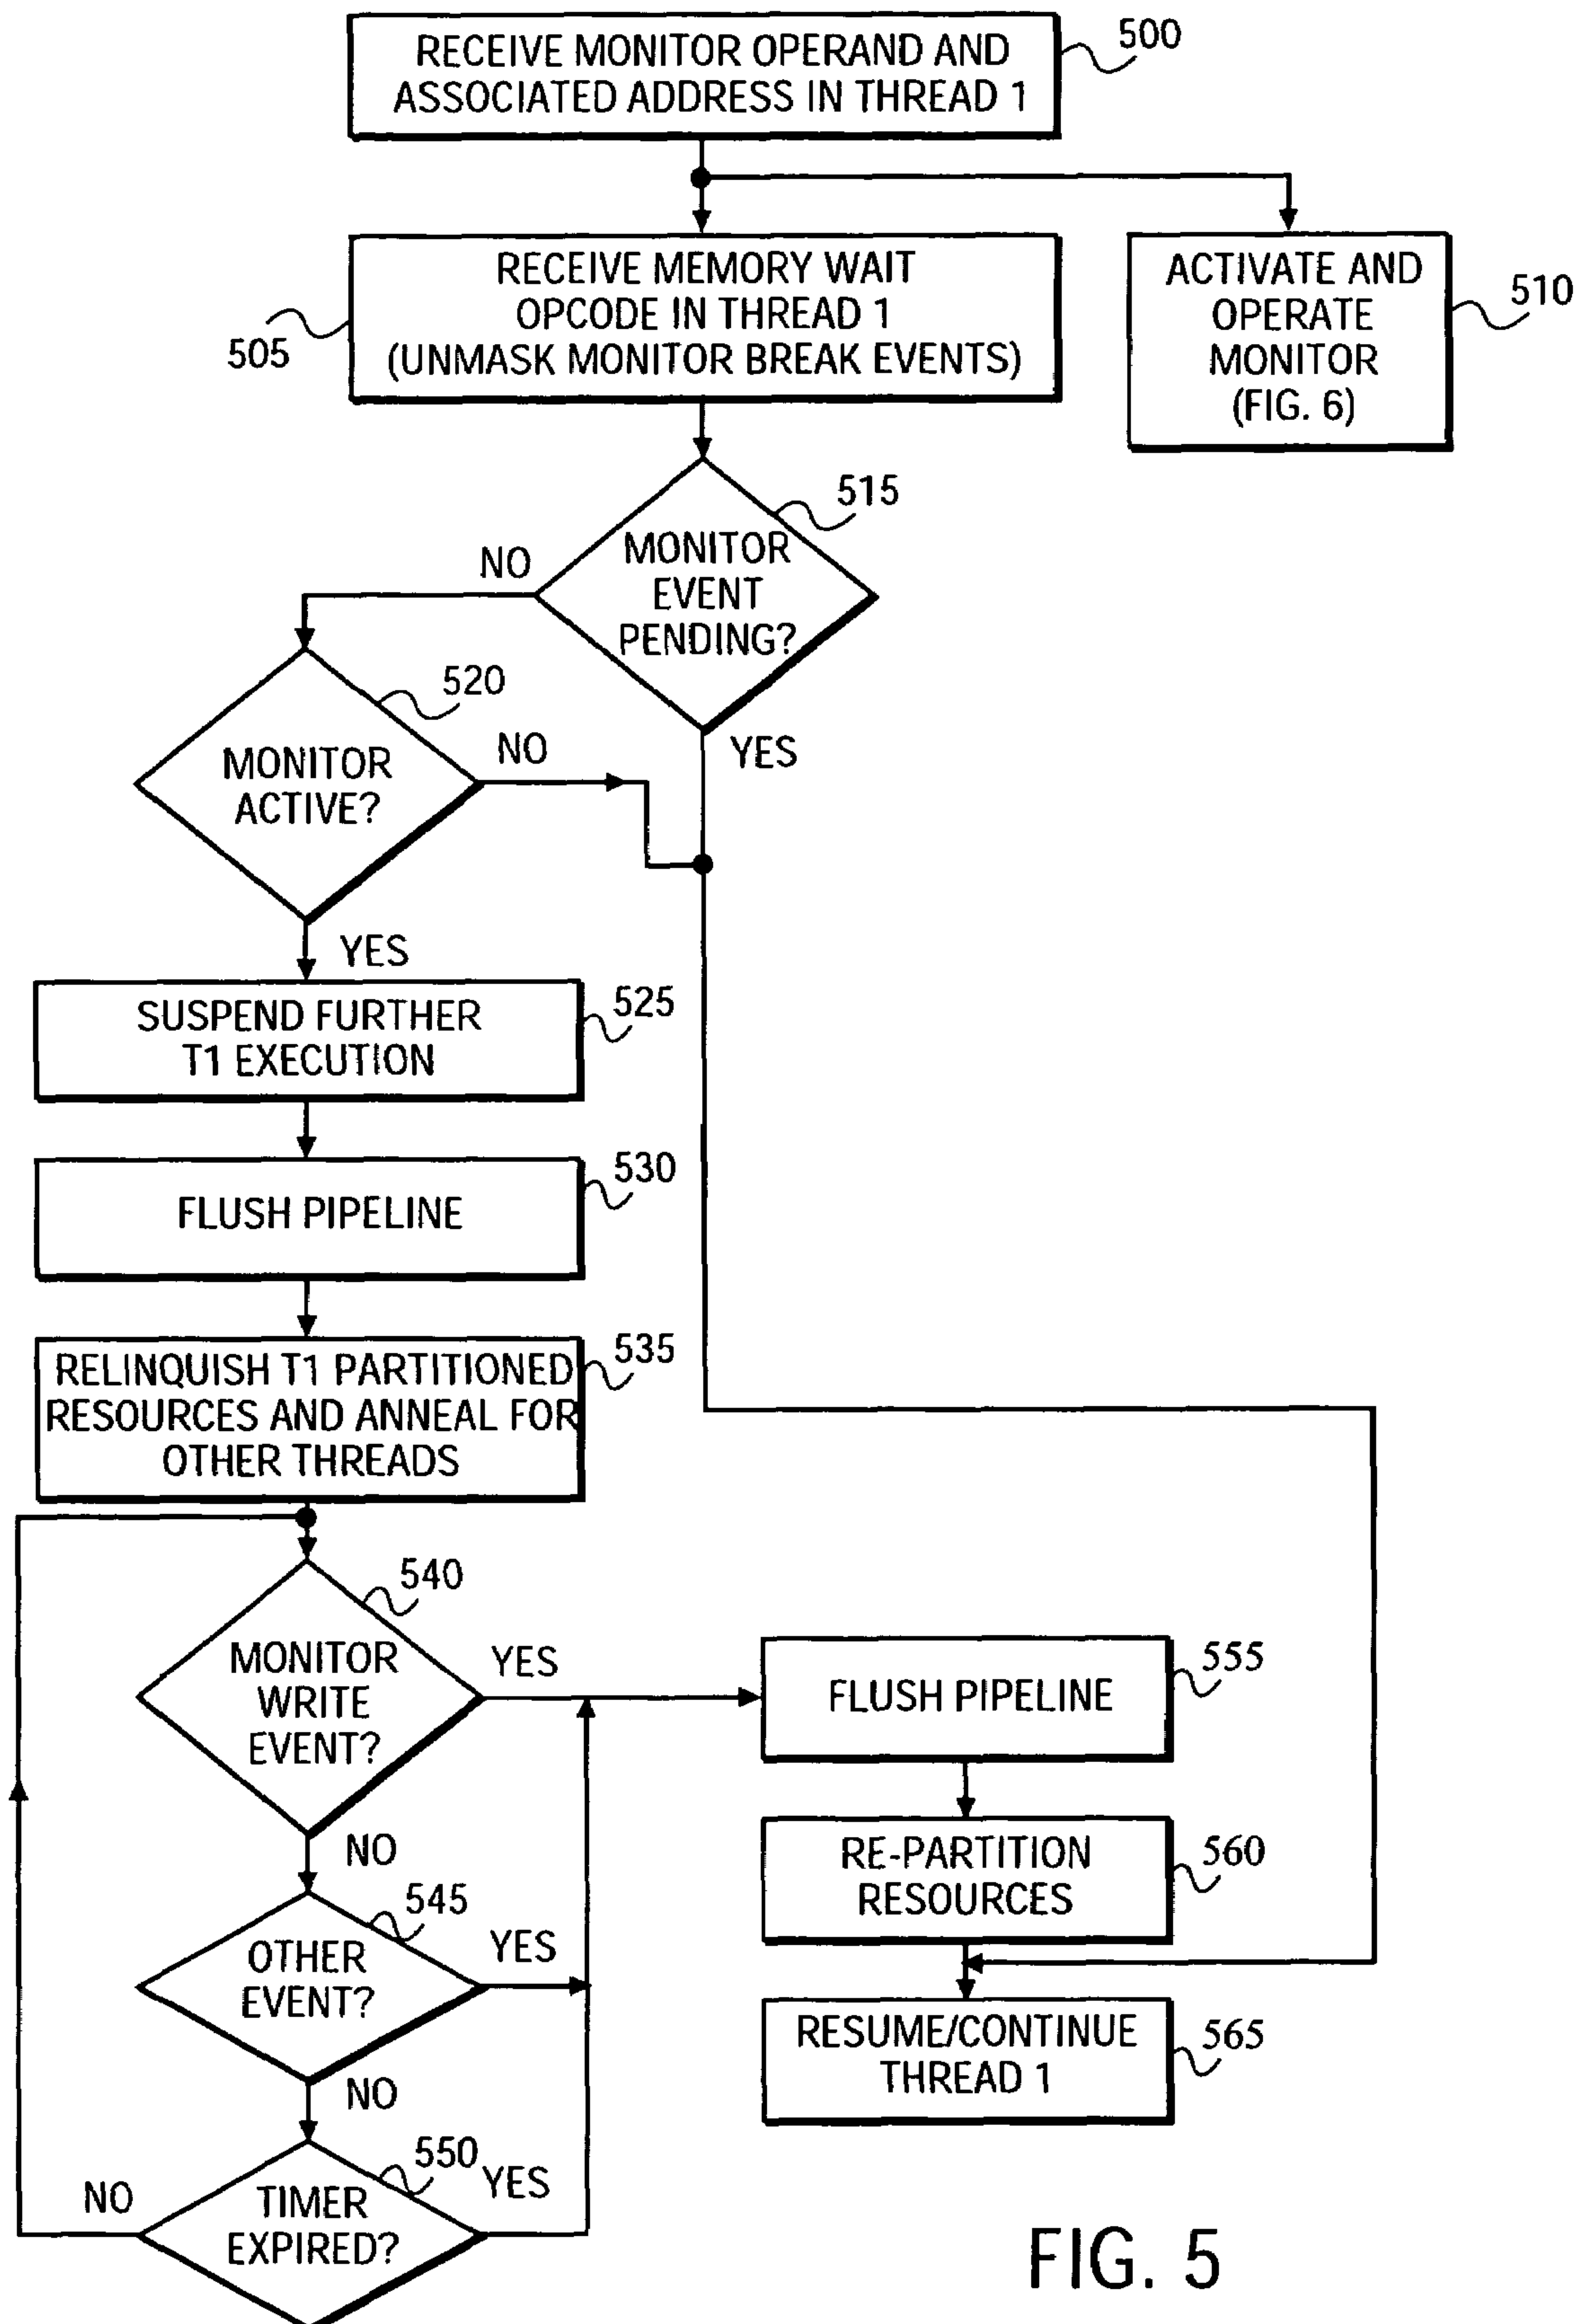 RECEIVE MONITOR OPERAND AND
ASSOCIATED ADDRESS IN THREAD 1
500
RECEIVE MEMORY WAIT
OPCODE IN THREAD 1
(UNMASK MONITOR BREAK EVENTS)
505
ACTIVATE AND
OPERATE
MONITOR
(FIG. 6)
510
MONITOR
EVENT
PENDING?
515
NO
YES
MONITOR
ACTIVE?
520
NO
YES
SUSPEND FURTHER
T1 EXECUTION
525
FLUSH PIPELINE
530
RELINQUISH T1 PARTITIONED
RESOURCES AND ANNEAL FOR
OTHER THREADS
535
MONITOR
WRITE
EVENT?
540
YES
NO
OTHER
EVENT?
545
YES
NO
TIMER
EXPIRED?
550
YES
NO
FLUSH PIPELINE
555
RE-PARTITION
RESOURCES
560
RESUME/CONTINUE
THREAD 1
565
FIG. 5